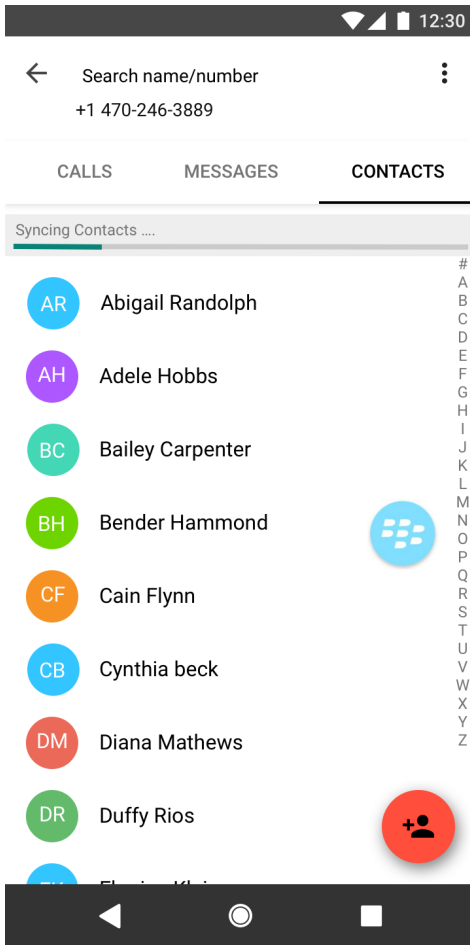 12:30
Search name/number
+1 470-246-3889
CALLS MESSAGES CONTACTS
Syncing Contacts ....
#
A
AR Abigail Randolph
B
C
D
E
AH Adele Hobbs
F
G
H
I
J
BC Bailey Carpenter
K
L
M
N
BH Bender Hammond
O
P
Q
R
CF Cain Flynn
S
T
U
V
CB Cynthia beck
W
X
Y
Z
DM Diana Mathews
DR Duffy Rios